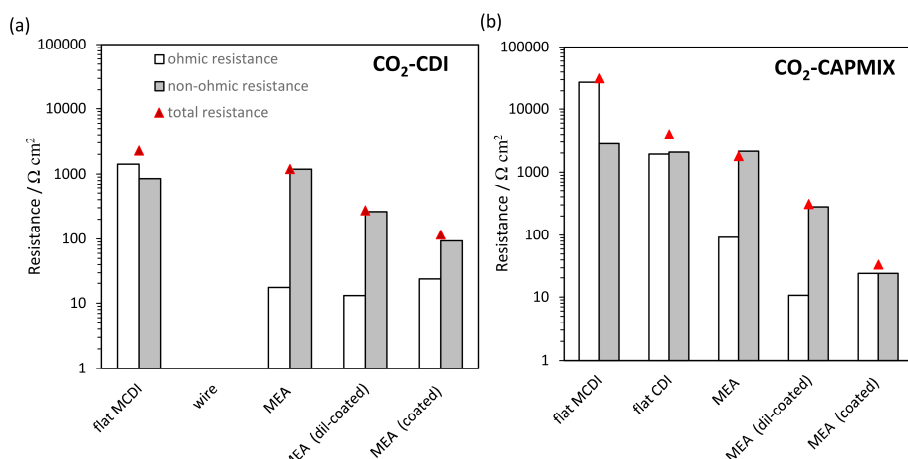 (a)
CO₂-CDI
ohmic resistance
non-ohmic resistance
total resistance
100000
10000
1000
100
10
1
Resistance / Ω cm²
flat MCDI
wire
MEA
MEA (dil-coated)
MEA (coated)
(b)
CO₂-CAPMIX
100000
10000
1000
100
10
1
Resistance / Ω cm²
flat MCDI
flat CDI
MEA
MEA (dil-coated)
MEA (coated)